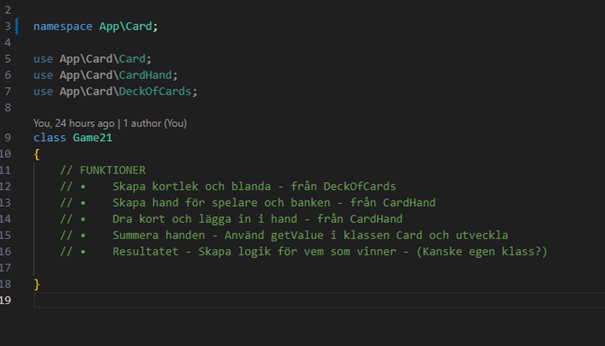 2
3 namespace App\Card;
4
5 use App\Card\Card;
6 use App\Card\CardHand;
7 use App\Card\DeckOfCards;
8
You, 24 hours ago | 1 author (You)
9 class Game21
10 {
11 // FUNKTIONER
12 // • Skapa kortlek och blanda - från DeckOfCards
13 // • Skapa hand för spelare och banken - från CardHand
14 // • Dra kort och lägga in i hand - från CardHand
15 // • Summera handen - Använd getValue i klassen Card och utveckla
16 // • Resultatet - Skapa logik för vem som vinner - (Kanske egen klass?)
17
18 }
19